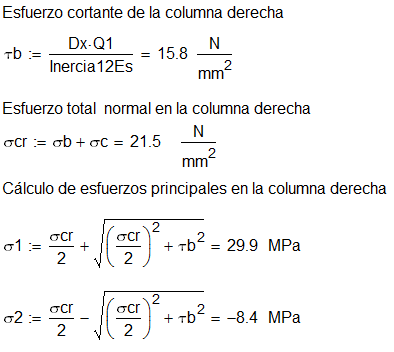 Esfuerzo cortante de la columna derecha
τb := Dx·Q1 / Inercia12Es = 15.8 N / mm²
Esfuerzo total normal en la columna derecha
σcr := σb + σc = 21.5 N / mm²
Cálculo de esfuerzos principales en la columna derecha
σ1 := σcr / 2 + √((σcr / 2)² + τb²) = 29.9 MPa
σ2 := σcr / 2 − √((σcr / 2)² + τb²) = −8.4 MPa